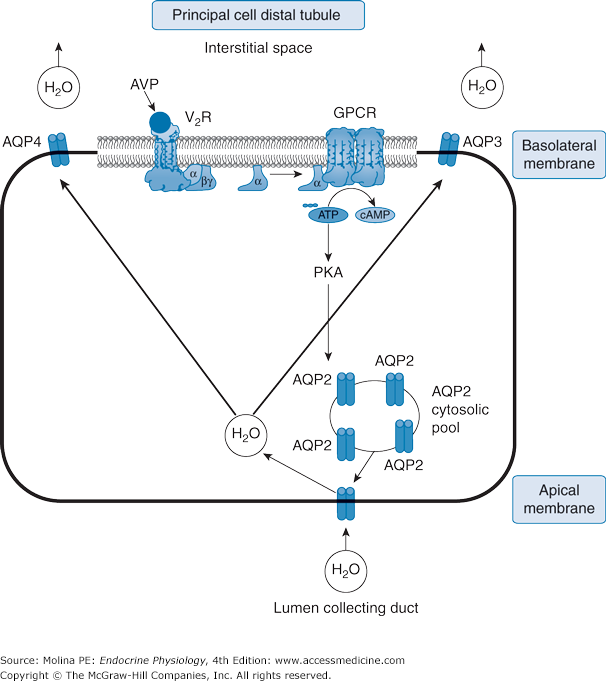 Principal cell distal tubule
Interstitial space
H₂O
H₂O
AVP
V₂R
GPCR
AQP4
AQP3
Basolateral
membrane
α
βγ
α
α
ATP
cAMP
PKA
AQP2
AQP2
AQP2
cytosolic
pool
H₂O
AQP2
AQP2
Apical
membrane
H₂O
Lumen collecting duct
Source: Molina PE: Endocrine Physiology, 4th Edition: www.accessmedicine.com
Copyright © The McGraw-Hill Companies, Inc. All rights reserved.